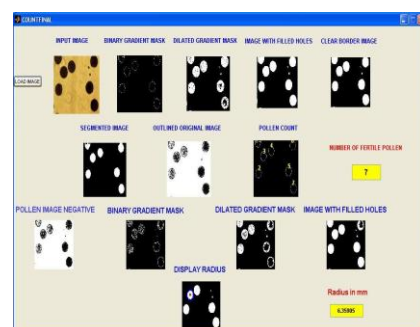 COUNTFINAL
INPUT IMAGE BINARY GRADIENT MASK DILATED GRADIENT MASK IMAGE WITH FILLED HOLES CLEAR BORDER IMAGE
LOAD IMAGE
SEGMENTED IMAGE OUTLINED ORIGINAL IMAGE POLLEN COUNT
NUMBER OF FERTILE POLLEN
7
POLLEN IMAGE NEGATIVE BINARY GRADIENT MASK DILATED GRADIENT MASK IMAGE WITH FILLED HOLES
DISPLAY RADIUS
Radius in mm